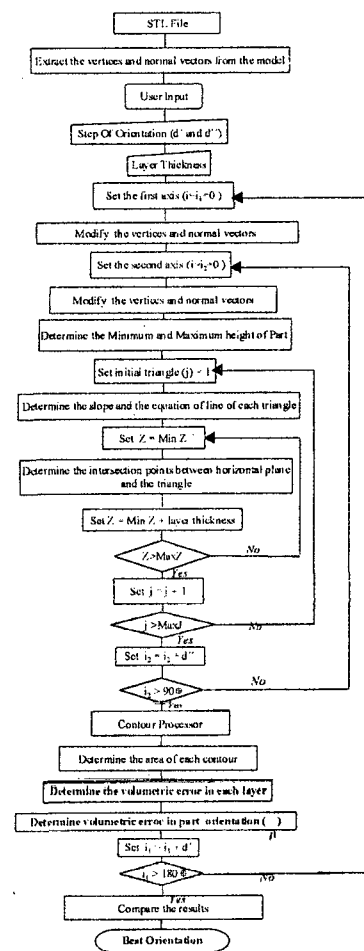 STL File
Extract the vertices and normal vectors from the model
User Input
Step Of Orientation (d' and d'')
Layer Thickness
Set the first axis (i=i₁=0 )
Modify the vertices and normal vectors
Set the second axis (i=i₂=0 )
Modify the vertices and normal vectors
Determine the Minimum and Maximum height of Part
Set initial triangle (j) = 1
Determine the slope and the equation of line of each triangle
Set Z = Min Z
Determine the intersection points between horizontal plane
and the triangle
Set Z = Min Z + layer thickness
Z>MaxZ
No
Yes
Set j = j + 1
j >MaxJ
No
Yes
Set i₂ = i₂ + d''
i₂ > 90
No
Yes
Contour Processor
Determine the area of each contour
Determine the volumetric error in each layer
Determine volumetric error in part orientation ( )
Set i₁ = i₁ + d'
i₁ > 180
No
Yes
Compare the results
Best Orientation